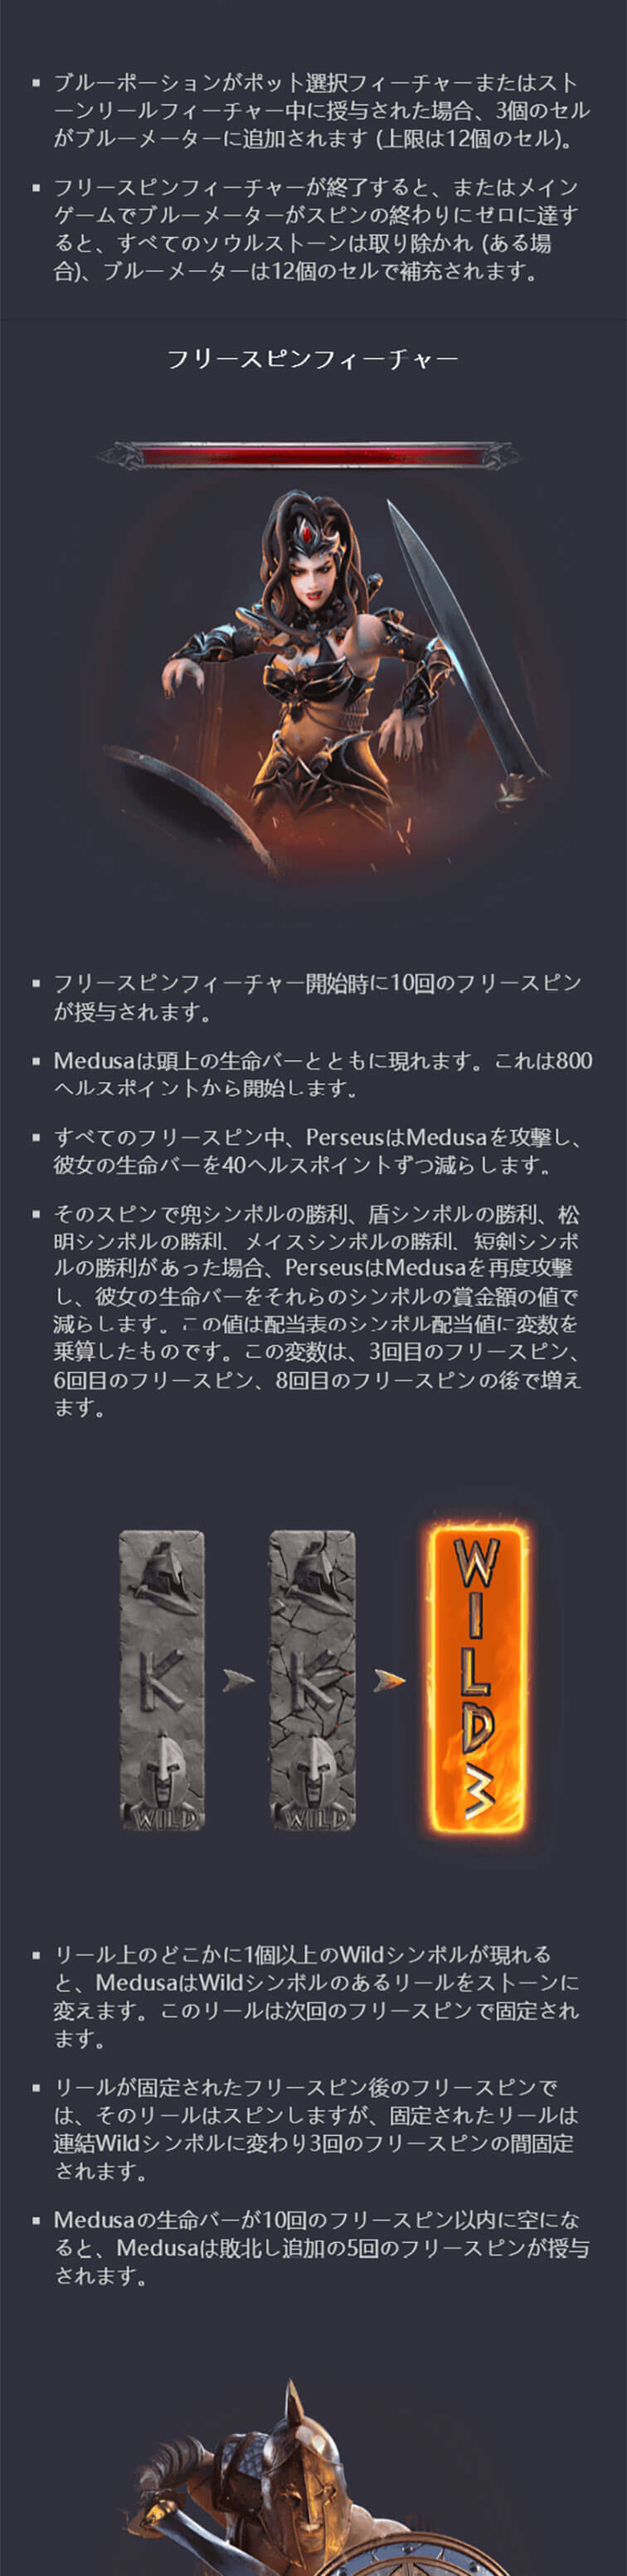 ▪ ブルーポーションがポット選択フィーチャーまたはスト
ーンリールフィーチャー中に授与された場合、3個のセル
がブルーメーターに追加されます (上限は12個のセル)。
▪ フリースピンフィーチャーが終了すると、またはメイン
ゲームでブルーメーターがスピンの終わりにゼロに達す
ると、すべてのソウルストーンは取り除かれ (ある場
合)、ブルーメーターは12個のセルで補充されます。
フリースピンフィーチャー
▪ フリースピンフィーチャー開始時に10回のフリースピン
が授与されます。
▪ Medusaは頭上の生命バーとともに現れます。これは800
ヘルスポイントから開始します。
▪ すべてのフリースピン中、PerseusはMedusaを攻撃し、
彼女の生命バーを40ヘルスポイントずつ減らします。
▪ そのスピンで兜シンボルの勝利、盾シンボルの勝利、松
明シンボルの勝利、メイスシンボルの勝利、短剣シンボ
ルの勝利があった場合、PerseusはMedusaを再度攻撃
し、彼女の生命バーをそれらのシンボルの賞金額の値で
減らします。この値は配当表のシンボル配当値に変数を
乗算したものです。この変数は、3回目のフリースピン、
6回目のフリースピン、8回目のフリースピンの後で増え
ます。
K
WILD
K
WILD
WILD
3
▪ リール上のどこかに1個以上のWildシンボルが現れる
と、MedusaはWildシンボルのあるリールをストーンに
変えます。このリールは次回のフリースピンで固定され
ます。
▪ リールが固定されたフリースピン後のフリースピンで
は、そのリールはスピンしますが、固定されたリールは
連結Wildシンボルに変わり3回のフリースピンの間固定
されます。
▪ Medusaの生命バーが10回のフリースピン以内に空にな
ると、Medusaは敗北し追加の5回のフリースピンが授与
されます。